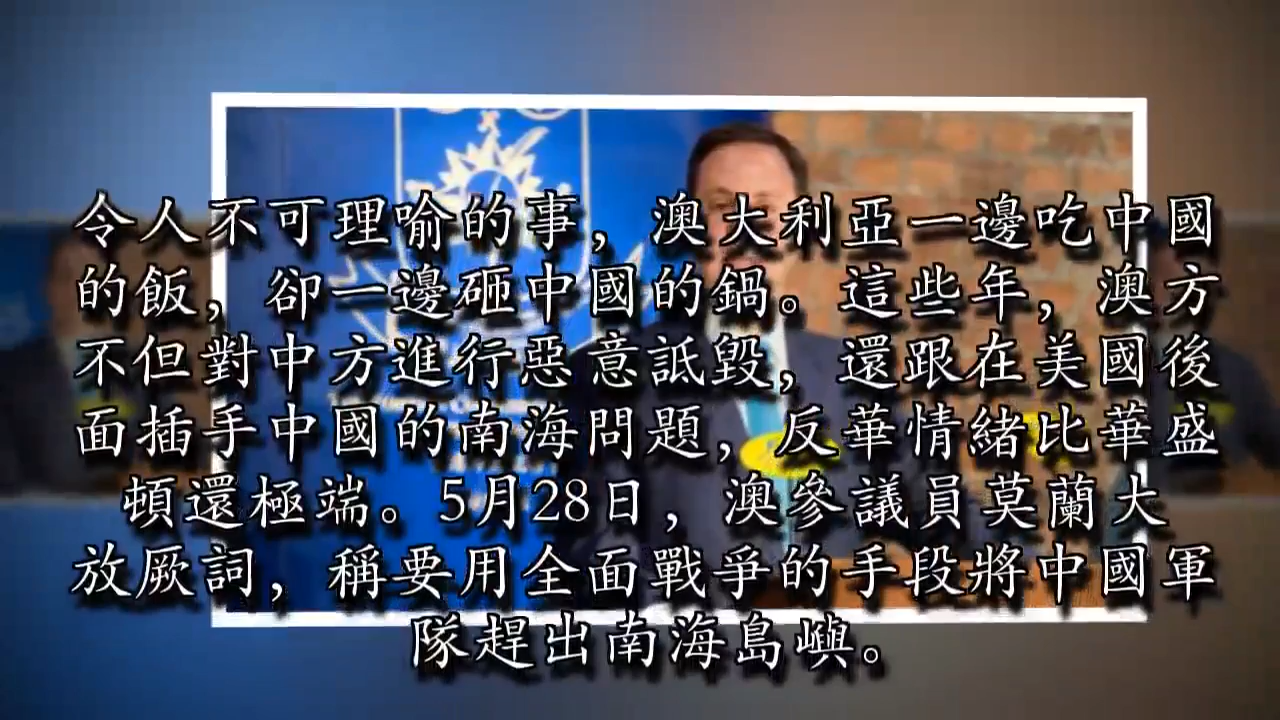 令人不可理喻的事，澳大利亞一邊吃中國
的飯，卻一邊砸中國的鍋。這些年，澳方
不但對中方進行惡意詆毀，還跟在美國後
面插手中國的南海問題，反華情緒比華盛
頓還極端。5月28日，澳參議員莫蘭大
放厥詞，稱要用全面戰爭的手段將中國軍
隊趕出南海島嶼。